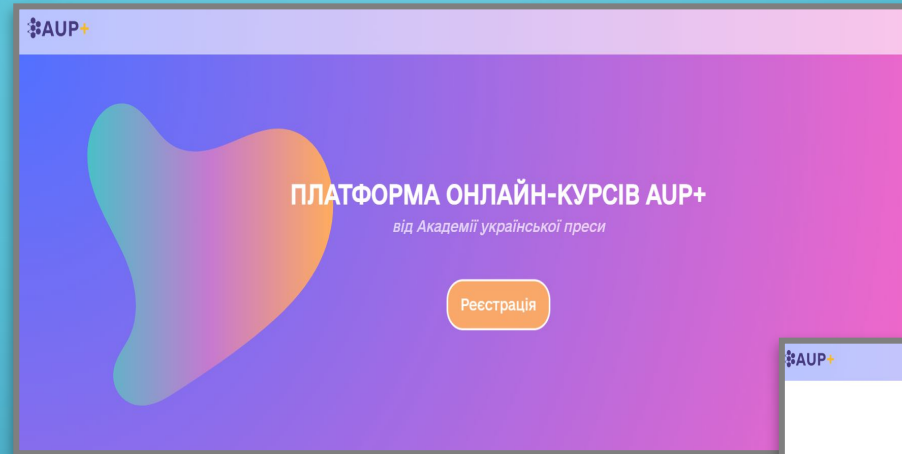 AUP+
ПЛАТФОРМА ОНЛАЙН-КУРСІВ AUP+
від Академії української преси
Реєстрація
AUP+